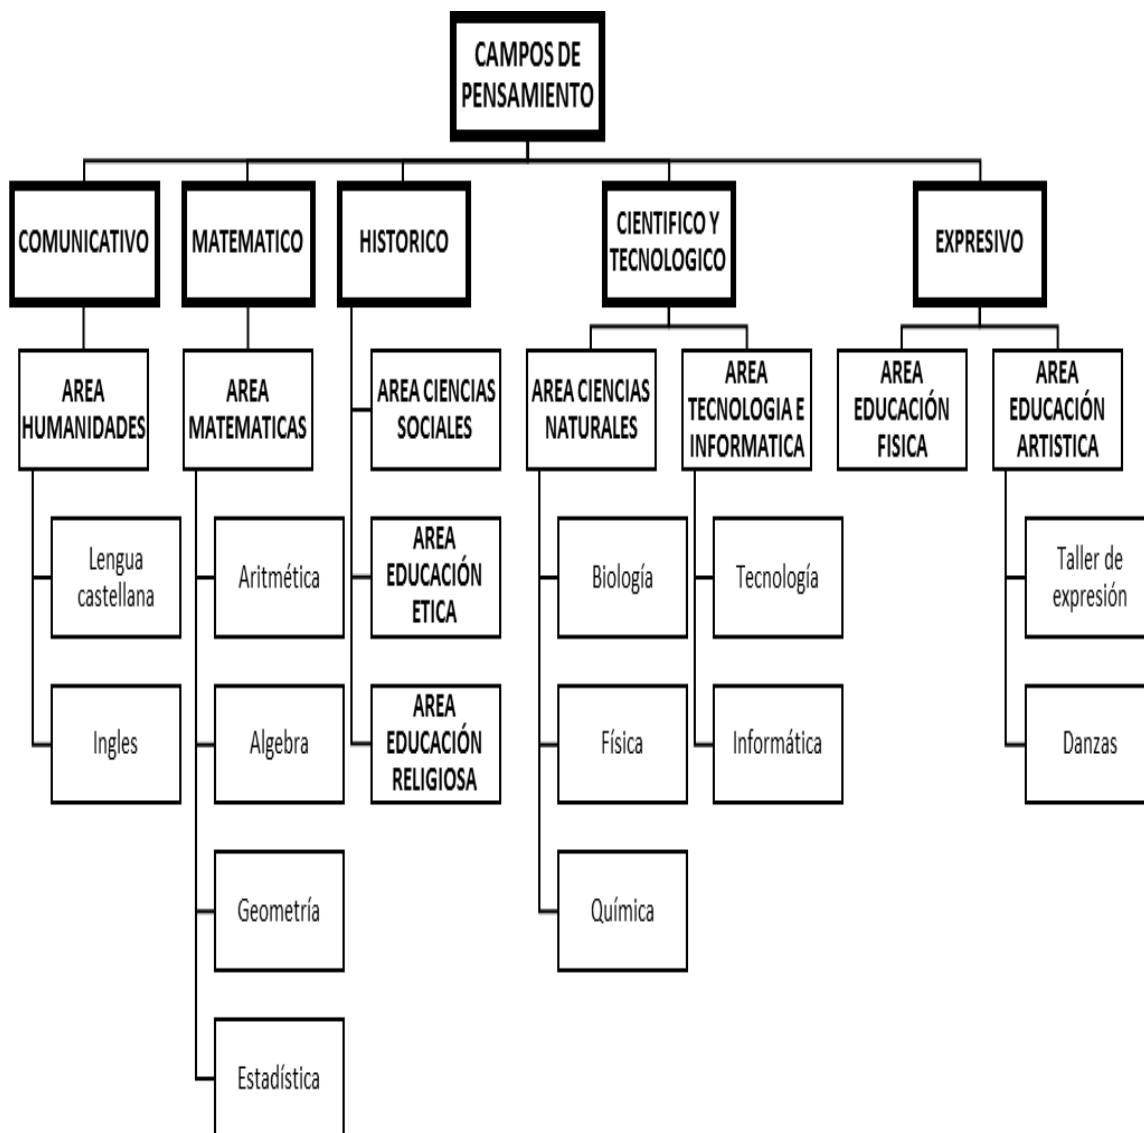 CAMPOS DE
PENSAMIENTO
COMUNICATIVO
MATEMATICO
HISTORICO
CIENTIFICO Y
TECNOLOGICO
EXPRESIVO
AREA
HUMANIDADES
AREA
MATEMATICAS
AREA CIENCIAS
SOCIALES
AREA CIENCIAS
NATURALES
AREA
TECNOLOGIA E
INFORMATICA
AREA
EDUCACIÓN
FISICA
AREA
EDUCACIÓN
ARTISTICA
Lengua
castellana
Aritmética
AREA
EDUCACIÓN
ETICA
Biología
Tecnología
Taller de
expresión
Ingles
Algebra
AREA
EDUCACIÓN
RELIGIOSA
Física
Informática
Danzas
Geometría
Química
Estadística